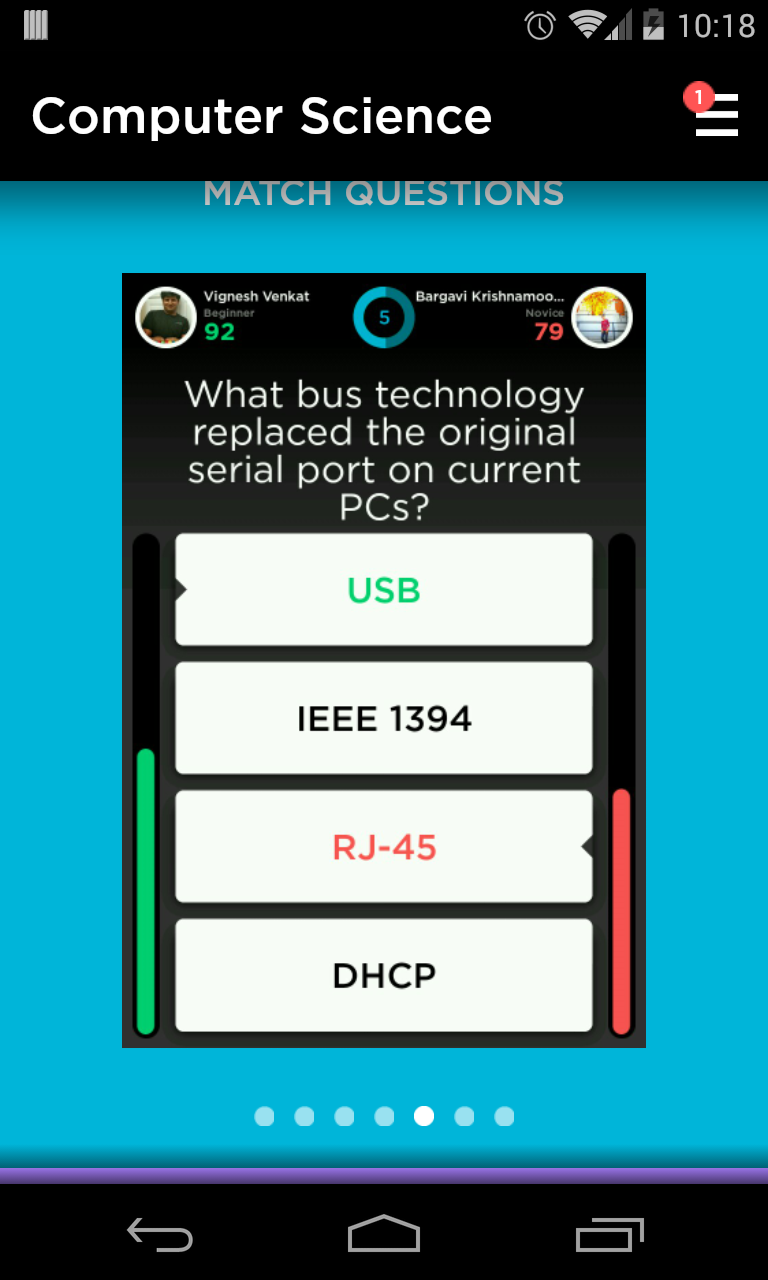 10:18
Computer Science
1
MATCH QUESTIONS
Vignesh Venkat
Beginner
92
5
Bargavi Krishnamoo...
Novice
79
What bus technology
replaced the original
serial port on current
PCs?
USB
IEEE 1394
RJ-45
DHCP